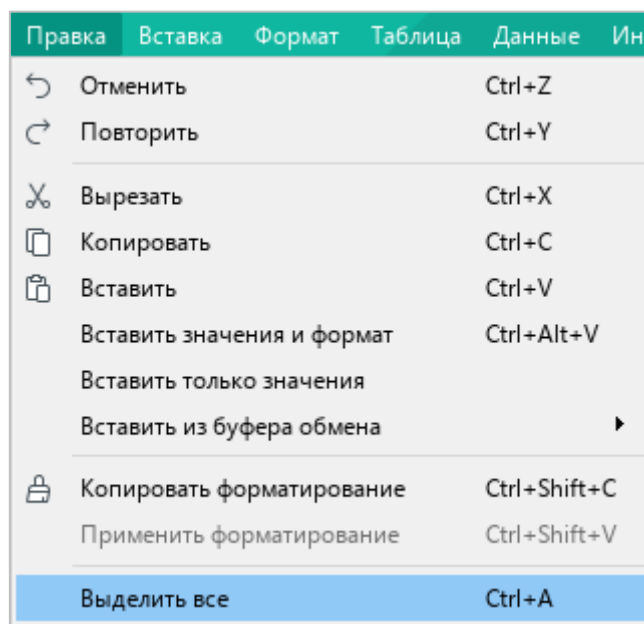 Правка Вставка Формат Таблица Данные Ин
Отменить Ctrl+Z
Повторить Ctrl+Y
Вырезать Ctrl+X
Копировать Ctrl+C
Вставить Ctrl+V
Вставить значения и формат Ctrl+Alt+V
Вставить только значения
Вставить из буфера обмена
Копировать форматирование Ctrl+Shift+C
Применить форматирование Ctrl+Shift+V
Выделить все Ctrl+A